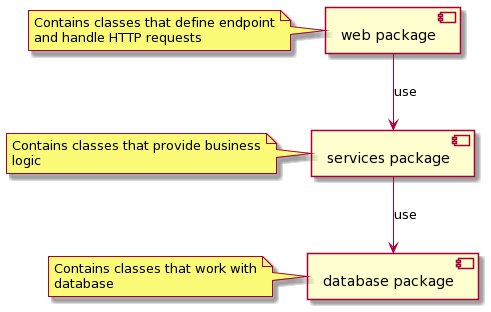 Contains classes that define endpoint
and handle HTTP requests
web package
use
Contains classes that provide business
logic
services package
use
Contains classes that work with
database
database package